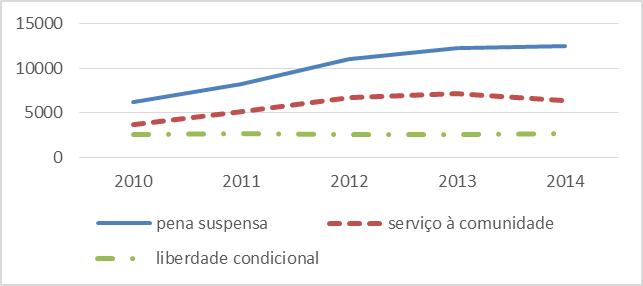 15000
10000
5000
0
2010 2011 2012 2013 2014
pena suspensa serviço à comunidade
liberdade condicional